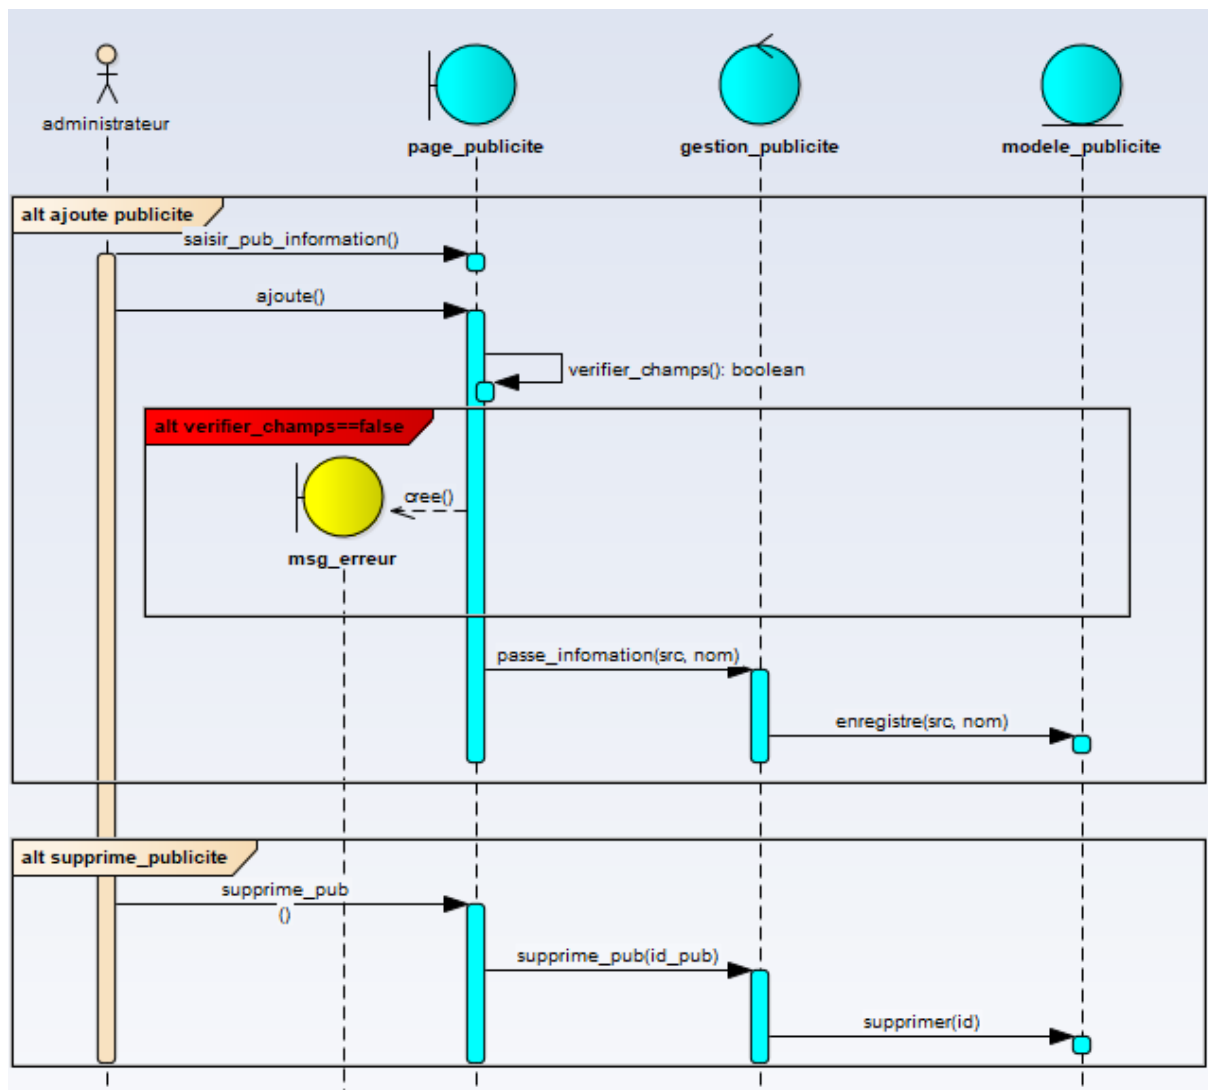 administrateur
page_publicite
gestion_publicite
modele_publicite
alt ajoute publicite
saisir_pub_information()
ajoute()
verifier_champs(): boolean
alt verifier_champs==false
cree()
msg_erreur
passe_infomation(src, nom)
enregistre(src, nom)
alt supprime_publicite
supprime_pub
()
supprime_pub(id_pub)
supprimer(id)